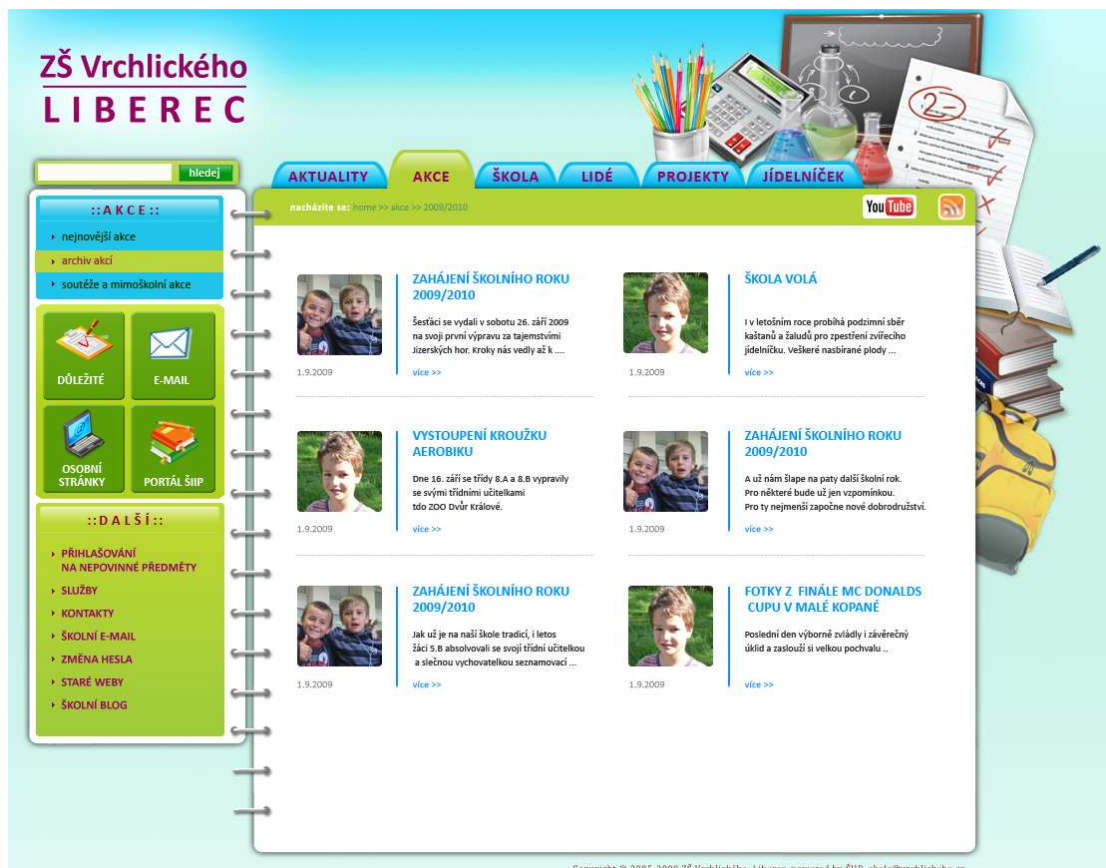 ZŠ Vrchlického
LIBEREC
hledej
AKTUALITY
AKCE
ŠKOLA
LIDÉ
PROJEKTY
JÍDELNÍČEK
nacházíte se: home >> akce >> 2009/2010
You Tube
2-
::AKCE::
nejnovější akce
archiv akcí
soutěže a mimoškolní akce
DŮLEŽITÉ
E-MAIL
OSOBNÍ
STRÁNKY
PORTÁL ŠIIP
::DALŠÍ::
PŘIHLAŠOVÁNÍ
NA NEPOVINNÉ PŘEDMĚTY
SLUŽBY
KONTAKTY
ŠKOLNÍ E-MAIL
ZMĚNA HESLA
STARÉ WEBY
ŠKOLNÍ BLOG
ZAHÁJENÍ ŠKOLNÍHO ROKU
2009/2010
Šesťáci se vydali v sobotu 26. září 2009
na svoji první výpravu za tajemstvími
Jizerských hor. Kroky nás vedly až k ....
1.9.2009
více >>
ŠKOLA VOLÁ
I v letošním roce probíhá podzimní sběr
kaštanů a žaludů pro zpestření zvířecího
jídelníčku. Veškeré nasbírané plody ...
1.9.2009
více >>
VYSTOUPENÍ KROUŽKU
AEROBIKU
Dne 16. září se třídy 8.A a 8.B vypravily
se svými třídními učitelkami
tdo ZOO Dvůr Králové.
1.9.2009
více >>
ZAHÁJENÍ ŠKOLNÍHO ROKU
2009/2010
A už nám šlape na paty další školní rok.
Pro některé bude už jen vzpomínkou.
Pro ty nejmenší započne nové dobrodružství.
1.9.2009
více >>
ZAHÁJENÍ ŠKOLNÍHO ROKU
2009/2010
Jak už je na naší škole tradicí, i letos
žáci 5.B absolvovali se svojí třídní učitelkou
a slečnou vychovatelkou seznamovací ...
1.9.2009
více >>
FOTKY Z FINÁLE MC DONALDS
CUPU V MALÉ KOPANÉ
Poslední den výborně zvládly i závěrečný
úklid a zaslouží si velkou pochvalu ..
1.9.2009
více >>